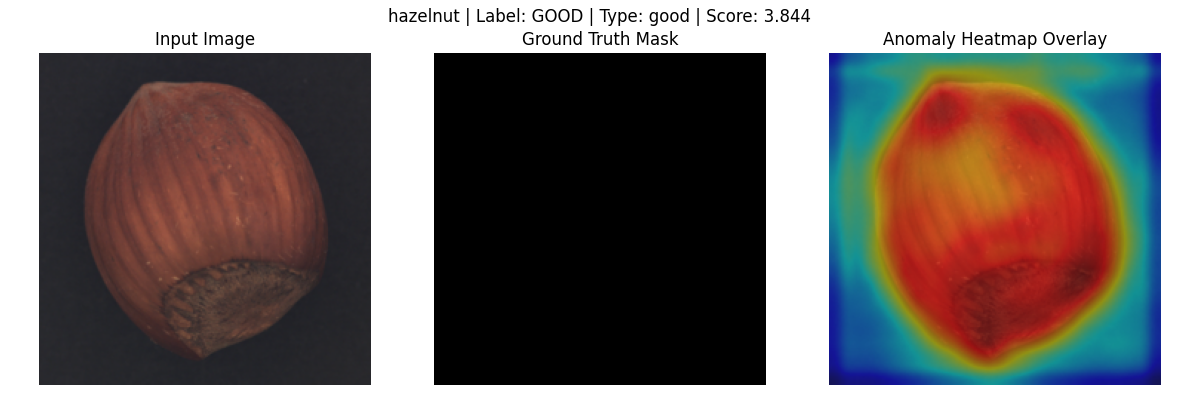 hazelnut | Label: GOOD | Type: good | Score: 3.844
Input Image
Ground Truth Mask
Anomaly Heatmap Overlay